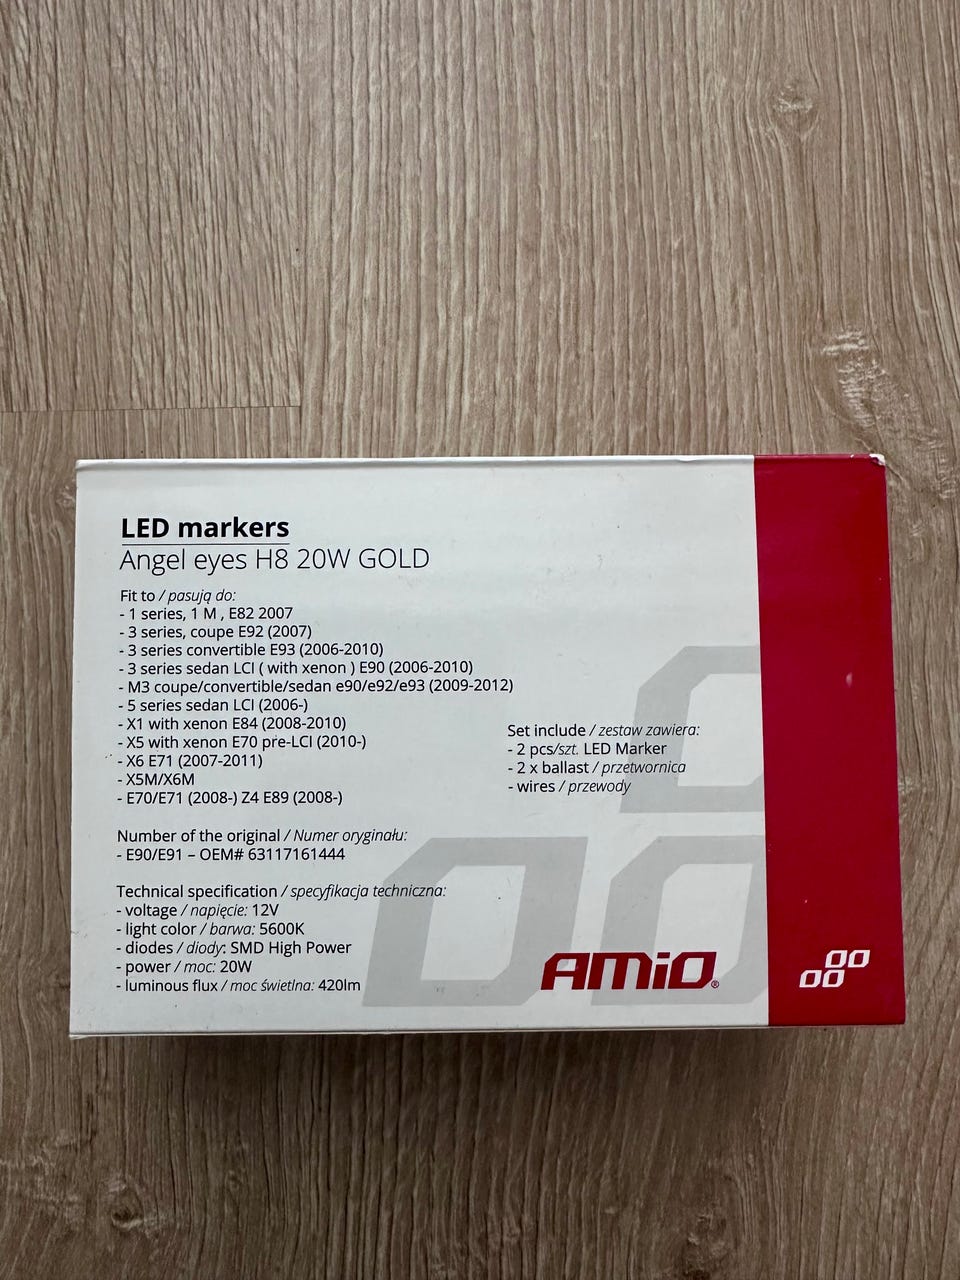 LED markers
Angel eyes H8 20W GOLD
Fit to / pasują do:
- 1 series, 1 M , E82 2007
- 3 series, coupe E92 (2007)
- 3 series convertible E93 (2006-2010)
- 3 series sedan LCI ( with xenon ) E90 (2006-2010)
- M3 coupe/convertible/sedan e90/e92/e93 (2009-2012)
- 5 series sedan LCI (2006-)
- X1 with xenon E84 (2008-2010)
- X5 with xenon E70 pre-LCI (2010-)
- X6 E71 (2007-2011)
- X5M/X6M
- E70/E71 (2008-) Z4 E89 (2008-)
Set include / zestaw zawiera:
- 2 pcs/szt. LED Marker
- 2 x ballast / przetwornica
- wires / przewody
Number of the original / Numer oryginału:
- E90/E91 – OEM# 63117161444
Technical specification / specyfikacja techniczna:
- voltage / napięcie: 12V
- light color / barwa: 5600K
- diodes / diody: SMD High Power
- power / moc: 20W
- luminous flux / moc świetlna: 420lm
AMiO®